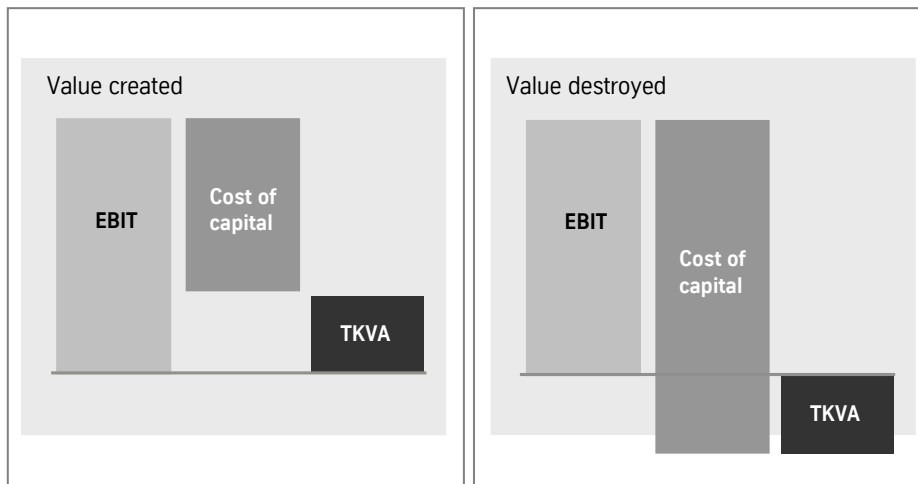 Value created
EBIT
Cost of
capital
TKVA
Value destroyed
EBIT
Cost of
capital
TKVA